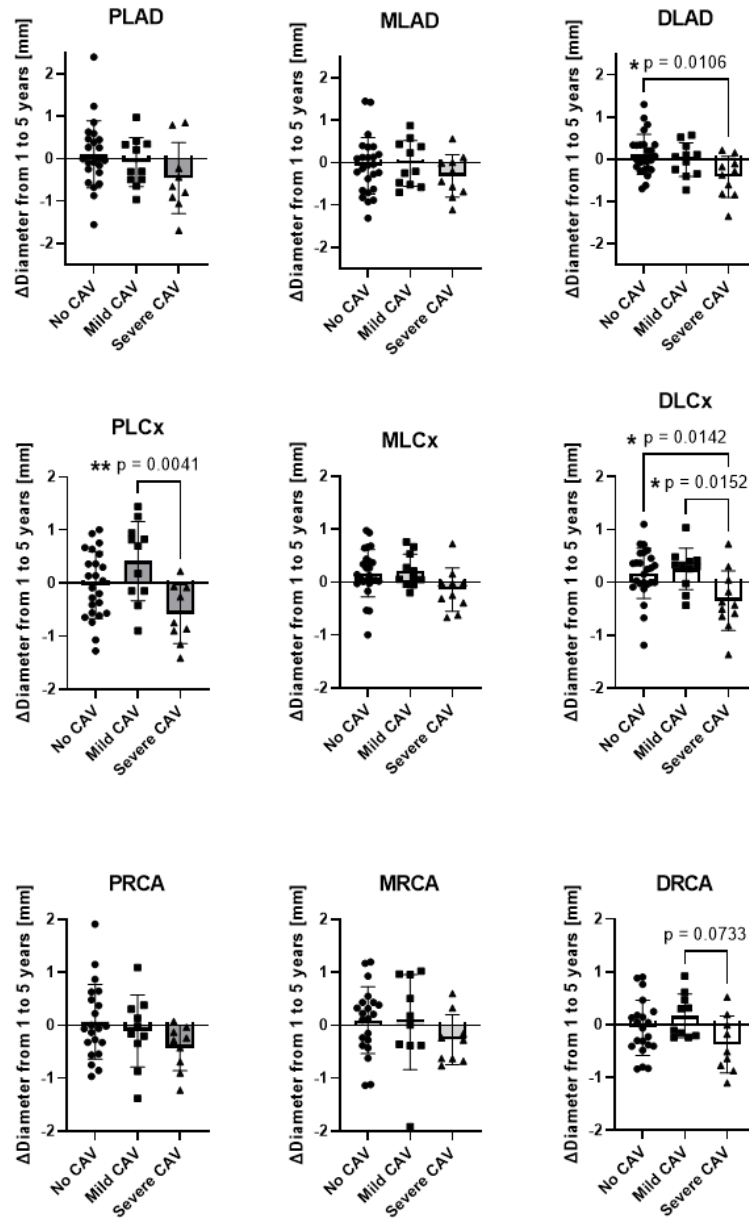 PLAD
MLAD
DLAD
ΔDiameter from 1 to 5 years [mm]
2
1
0
-1
-2
No CAV
Mild CAV
Severe CAV
ΔDiameter from 1 to 5 years [mm]
2
1
0
-1
-2
No CAV
Mild CAV
Severe CAV
ΔDiameter from 1 to 5 years [mm]
* p = 0.0106
2
1
0
-1
-2
No CAV
Mild CAV
Severe CAV
PLCx
MLCx
DLCx
ΔDiameter from 1 to 5 years [mm]
** p = 0.0041
2
1
0
-1
-2
No CAV
Mild CAV
Severe CAV
ΔDiameter from 1 to 5 years [mm]
2
1
0
-1
-2
No CAV
Mild CAV
Severe CAV
ΔDiameter from 1 to 5 years [mm]
* p = 0.0142
* p = 0.0152
2
1
0
-1
-2
No CAV
Mild CAV
Severe CAV
PRCA
MRCA
DRCA
ΔDiameter from 1 to 5 years [mm]
2
1
0
-1
-2
No CAV
Mild CAV
Severe CAV
ΔDiameter from 1 to 5 years [mm]
2
1
0
-1
-2
No CAV
Mild CAV
Severe CAV
ΔDiameter from 1 to 5 years [mm]
p = 0.0733
2
1
0
-1
-2
No CAV
Mild CAV
Severe CAV